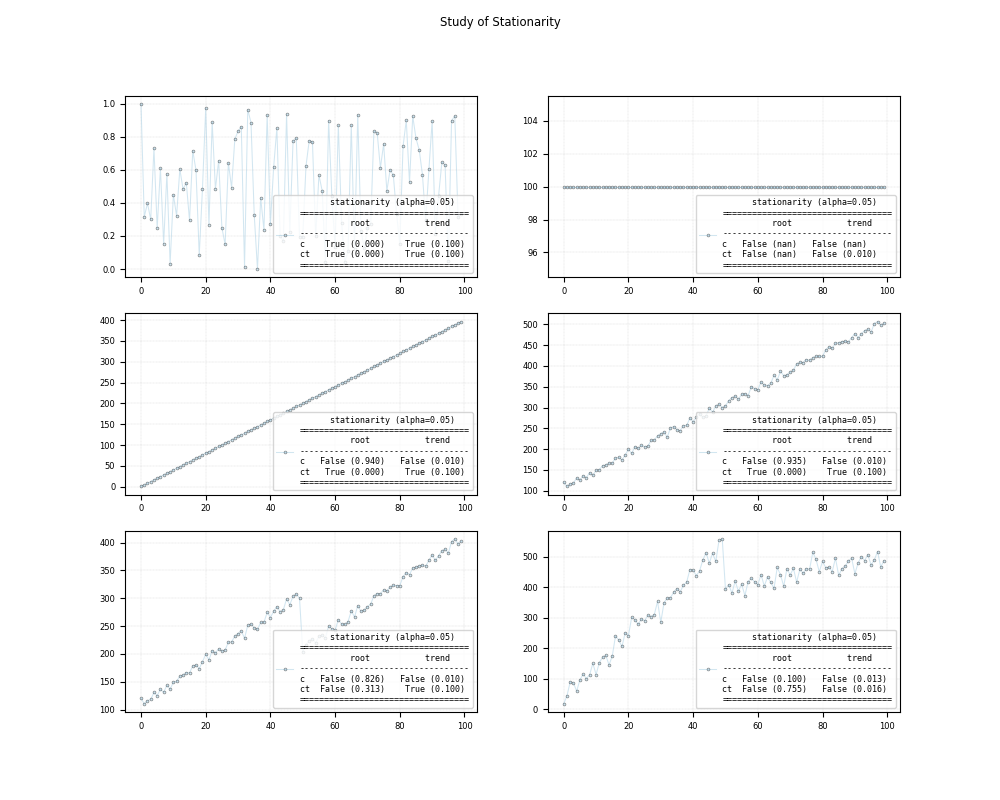 Study of Stationarity
1.0
0.8
0.6
0.4
0.2
0.0
stationarity (alpha=0.05)
==================================
root trend
----------------------------------
c True (0.000) True (0.100)
ct True (0.000) True (0.100)
==================================
0 20 40 60 80 100
104
102
100
98
96
stationarity (alpha=0.05)
==================================
root trend
----------------------------------
c False (nan) False (nan)
ct False (nan) False (0.010)
==================================
0 20 40 60 80 100
400
350
300
250
200
150
100
50
0
stationarity (alpha=0.05)
==================================
root trend
----------------------------------
c False (0.940) False (0.010)
ct True (0.000) True (0.100)
==================================
0 20 40 60 80 100
500
450
400
350
300
250
200
150
100
stationarity (alpha=0.05)
==================================
root trend
----------------------------------
c False (0.935) False (0.010)
ct True (0.000) True (0.100)
==================================
0 20 40 60 80 100
400
350
300
250
200
150
100
stationarity (alpha=0.05)
==================================
root trend
----------------------------------
c False (0.826) False (0.010)
ct False (0.313) True (0.100)
==================================
0 20 40 60 80 100
500
400
300
200
100
0
stationarity (alpha=0.05)
==================================
root trend
----------------------------------
c False (0.100) False (0.013)
ct False (0.755) False (0.016)
==================================
0 20 40 60 80 100